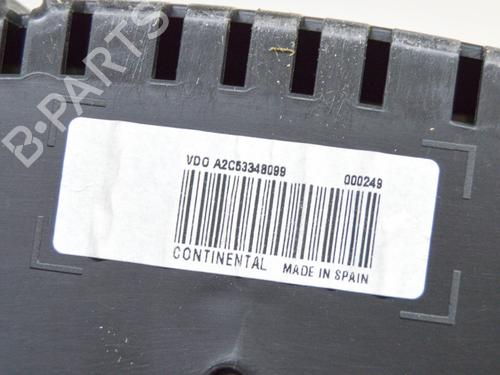 B-PARTS
VDO A2C53348099 000249
CONTINENTAL MADE IN SPAIN